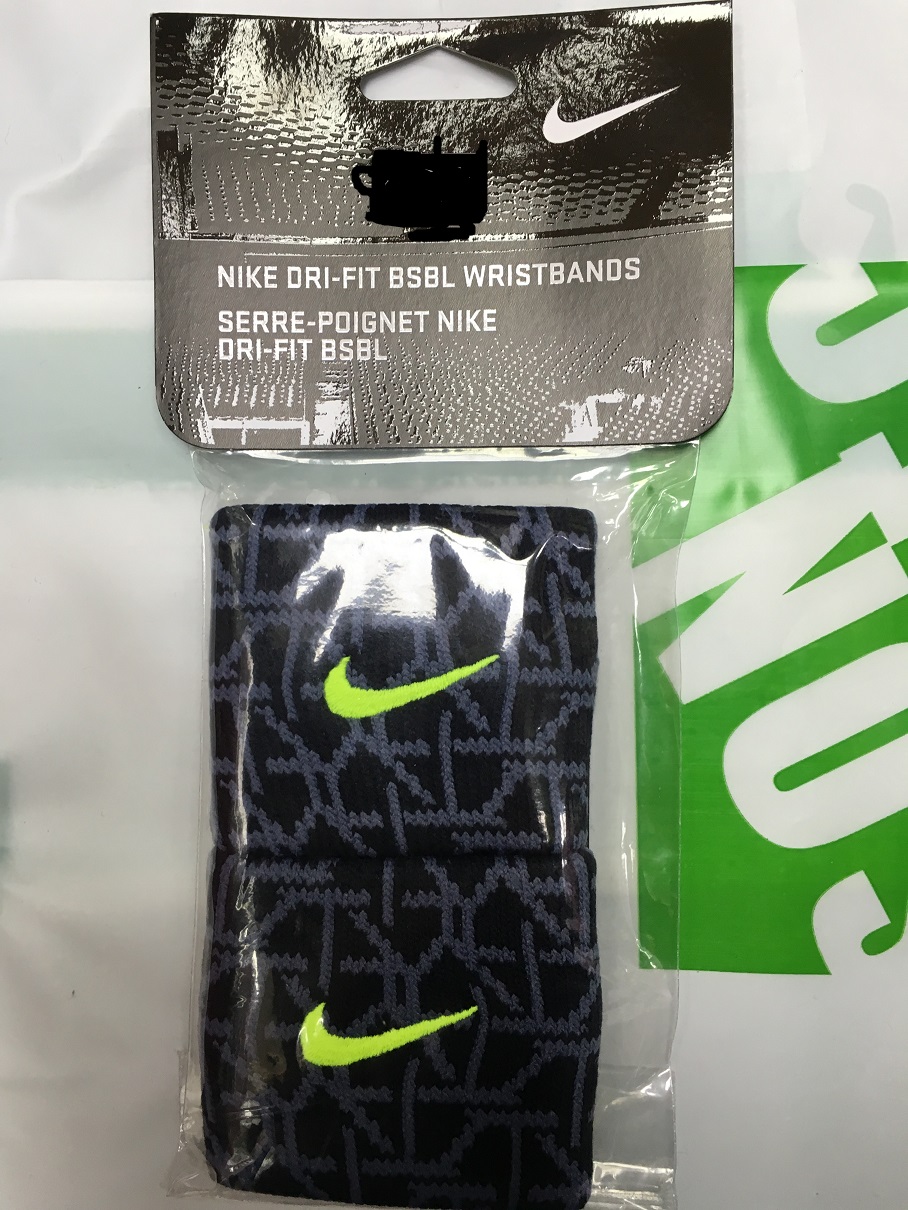 NIKE DRI-FIT BSBL WRISTBANDS
SERRE-POIGNET NIKE
DRI-FIT BSBL